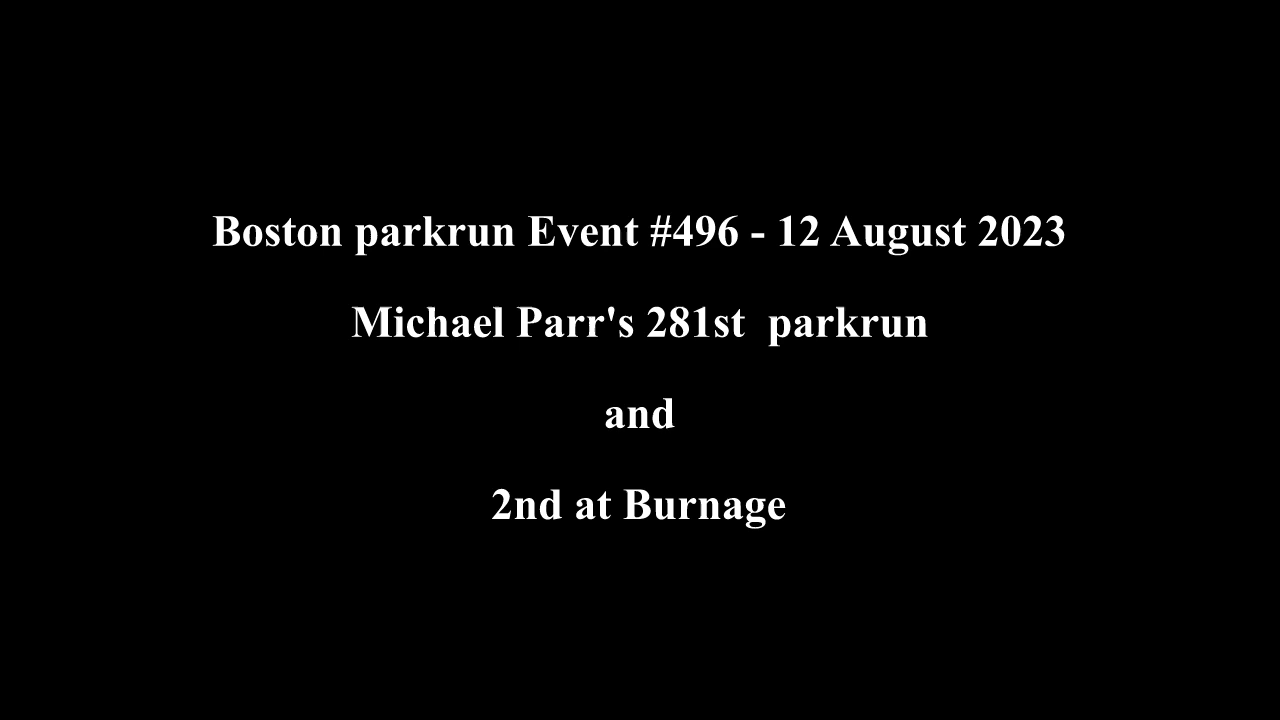 Boston parkrun Event #496 - 12 August 2023
Michael Parr's 281st  parkrun
and
2nd at Burnage